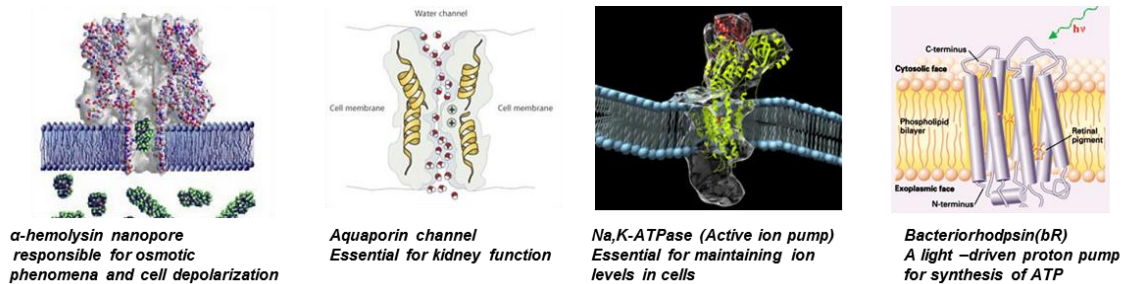 Water channel
Cell membrane
Cell membrane
hν
C-terminus
Cytosolic face
Phospholipid
bilayer
Retinal
pigment
Exoplasmic face
N-terminus
α-hemolysin nanopore
responsible for osmotic
phenomena and cell depolarization
Aquaporin channel
Essential for kidney function
Na,K-ATPase (Active ion pump)
Essential for maintaining ion
levels in cells
Bacteriorhodpsin(bR)
A light –driven proton pump
for synthesis of ATP